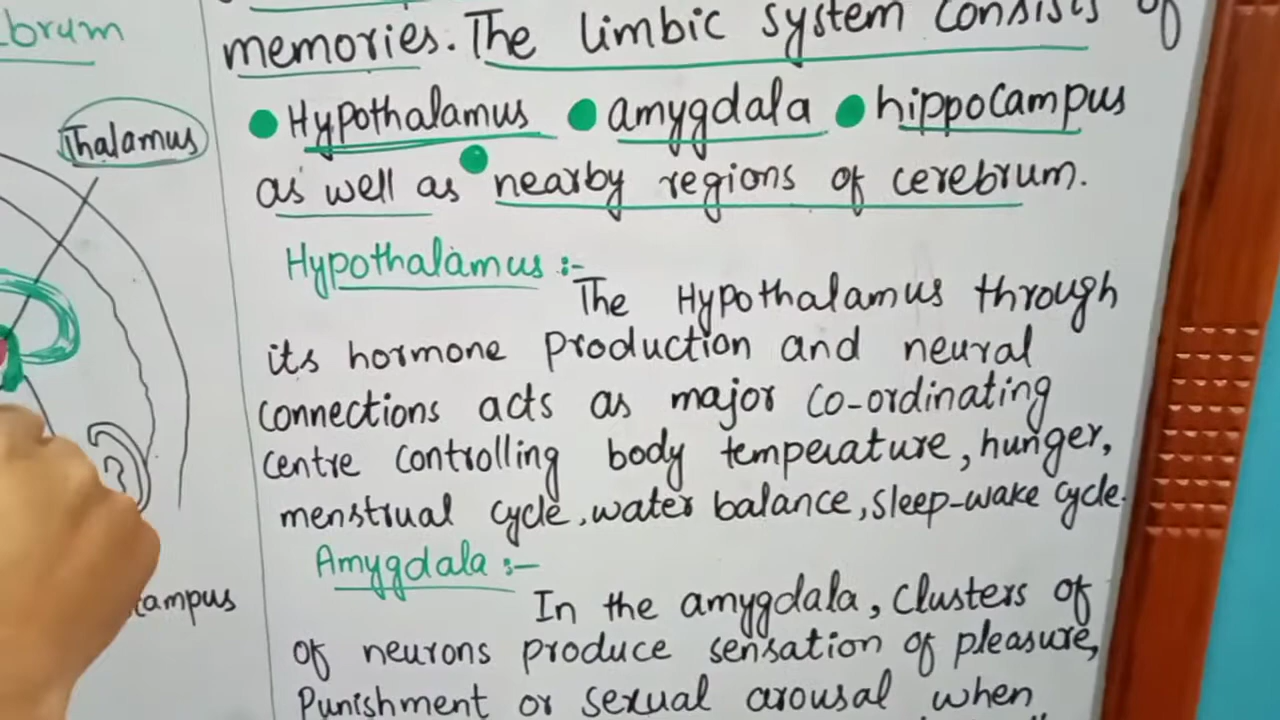 brum
Thalamus
ampus
memories. The limbic system consists of
Hypothalamus amygdala hippocampus
as well as nearby regions of cerebrum.
Hypothalamus :-
The Hypothalamus through
its hormone production and neural
connections acts as major co-ordinating
centre controlling body temperature, hunger,
menstrual cycle, water balance, sleep-wake cycle.
Amygdala :-
In the amygdala, clusters of
of neurons produce sensation of pleasure,
Punishment or sexual arousal when